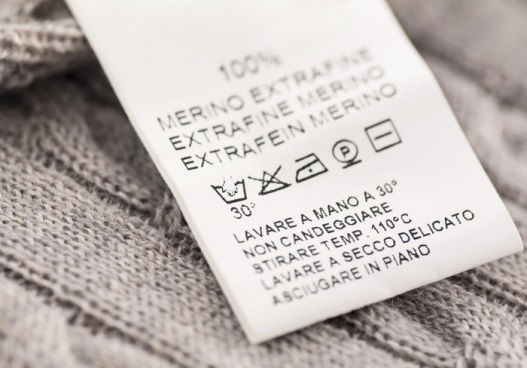 100%
MERINO EXTRAFINE
EXTRAFINE MERINO
EXTRAFEIN MERINO
P
30°
LAVARE A MANO A 30°
NON CANDEGGIARE
STIRARE TEMP. 110°C
LAVARE A SECCO DELICATO
ASCIUGARE IN PIANO